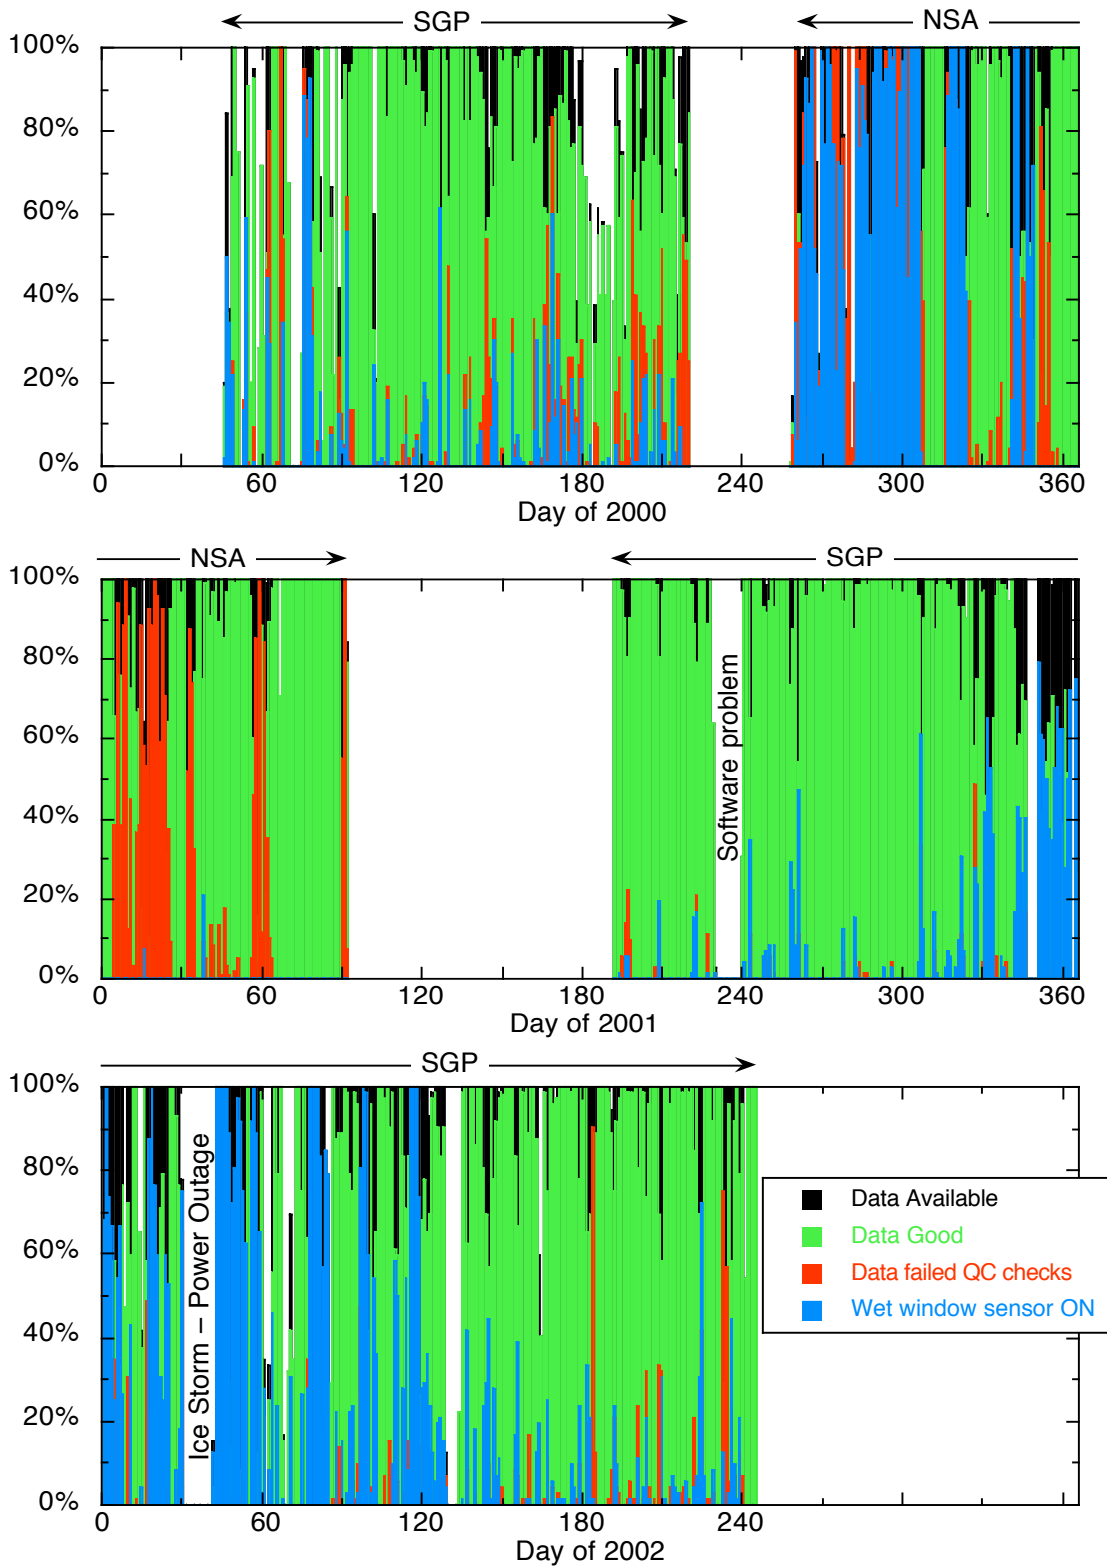 SGP NSA
100%
80%
60%
40%
20%
0%
0 60 120 180 240 300 360
Day of 2000
NSA SGP
100%
80%
60%
40%
20%
0%
Software problem
0 60 120 180 240 300 360
Day of 2001
SGP
100%
80%
60%
40%
20%
0%
Ice Storm – Power Outage
Data Available
Data Good
Data failed QC checks
Wet window sensor ON
0 60 120 180 240
Day of 2002